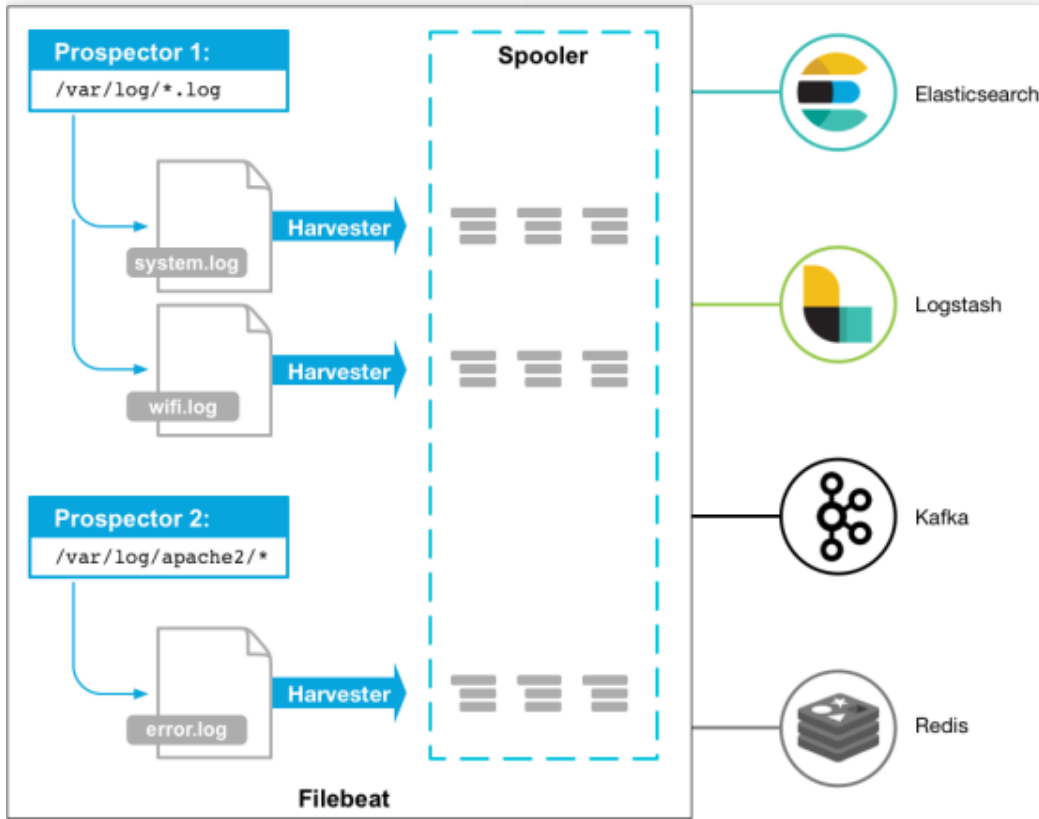 Prospector 1:
/var/log/*.log
Spooler
Elasticsearch
Harvester
system.log
Logstash
Harvester
wifi.log
Prospector 2:
/var/log/apache2/*
Kafka
Harvester
error.log
Redis
Filebeat